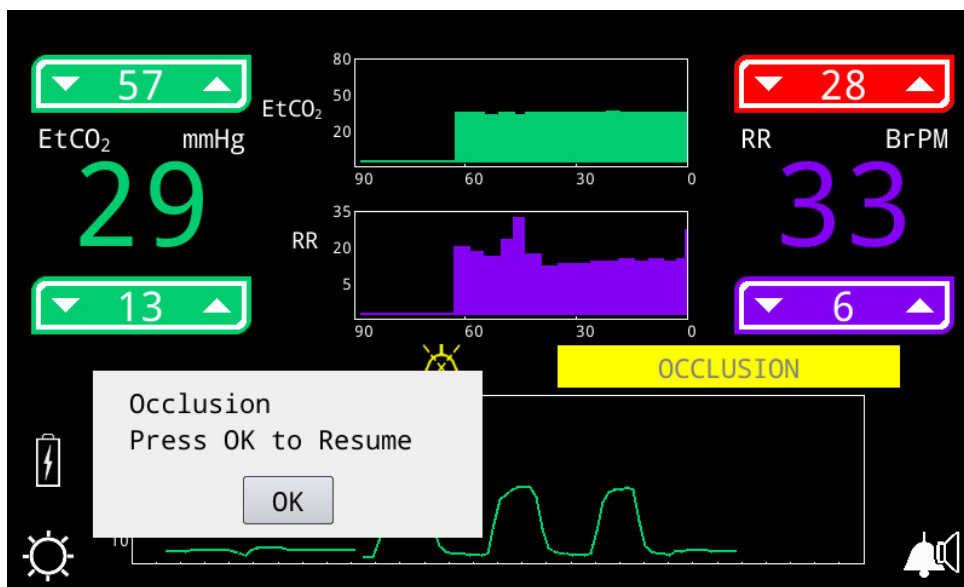 57
EtCO₂ mmHg
29
13
80
50
EtCO₂
20
90 60 30 0
35
RR 20
5
90 60 30 0
28
RR BrPM
33
6
OCCLUSION
Occlusion
Press OK to Resume
OK
10